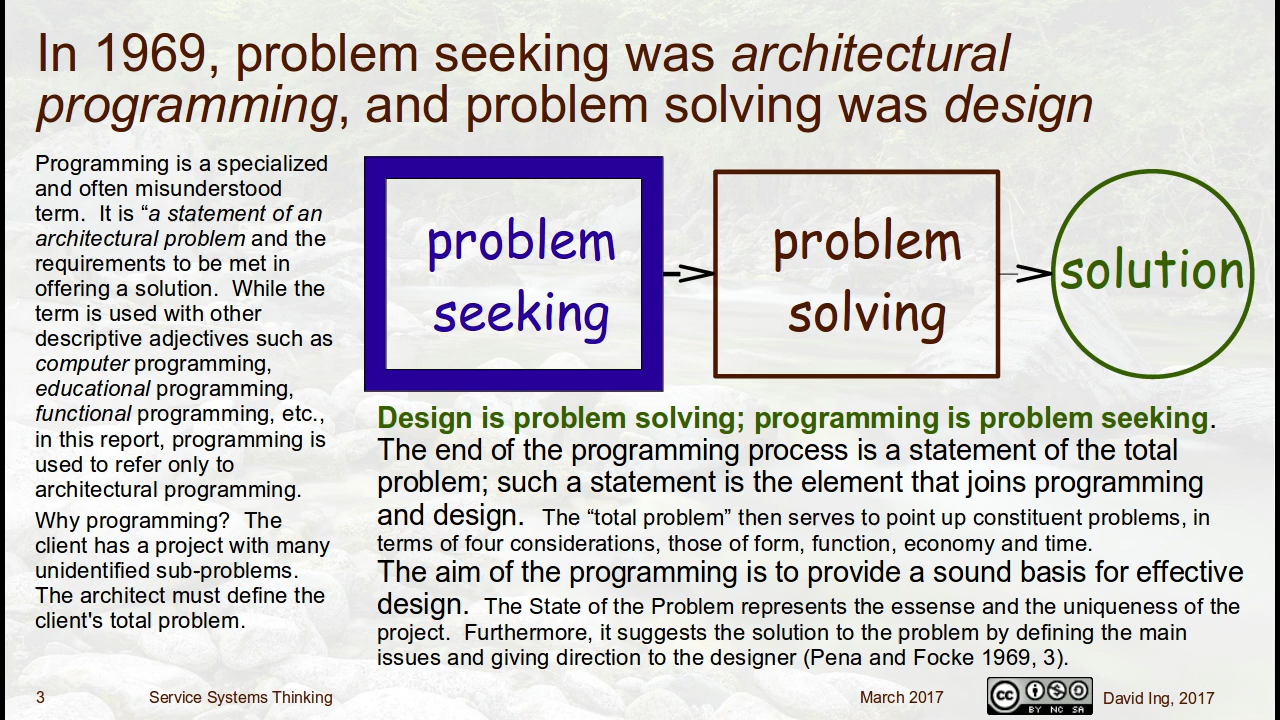 In 1969, problem seeking was architectural
programming, and problem solving was design
Programming is a specialized
and often misunderstood
term. It is “a statement of an
architectural problem and the
requirements to be met in
offering a solution. While the
term is used with other
descriptive adjectives such as
computer programming,
educational programming,
functional programming, etc.,
in this report, programming is
used to refer only to
architectural programming.
Why programming? The
client has a project with many
unidentified sub-problems.
The architect must define the
client's total problem.
problem
seeking
problem
solving
solution
Design is problem solving; programming is problem seeking.
The end of the programming process is a statement of the total
problem; such a statement is the element that joins programming
and design. The “total problem” then serves to point up constituent problems, in
terms of four considerations, those of form, function, economy and time.
The aim of the programming is to provide a sound basis for effective
design. The State of the Problem represents the essense and the uniqueness of the
project. Furthermore, it suggests the solution to the problem by defining the main
issues and giving direction to the designer (Pena and Focke 1969, 3).
3 Service Systems Thinking March 2017 cc BY NC SA David Ing, 2017